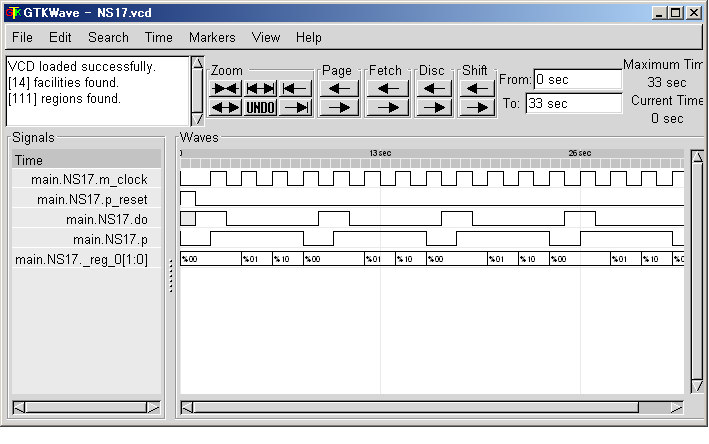 GTKWave - NS17.vcd
File Edit Search Time Markers View Help
VCD loaded successfully.
[14] facilities found.
[111] regions found.
Zoom
UNDO
Page
Fetch
Disc
Shift
From: 0 sec
To: 33 sec
Maximum Tim
33 sec
Current Time
0 sec
Signals
Time
main.NS17.m_clock
main.NS17.p_reset
main.NS17.do
main.NS17.p
main.NS17._reg_0[1:0]
Waves
0 13 sec 26 sec
%00 %01 %10 %00 %01 %10 %00 %01 %10 %00 %01 %10 %0